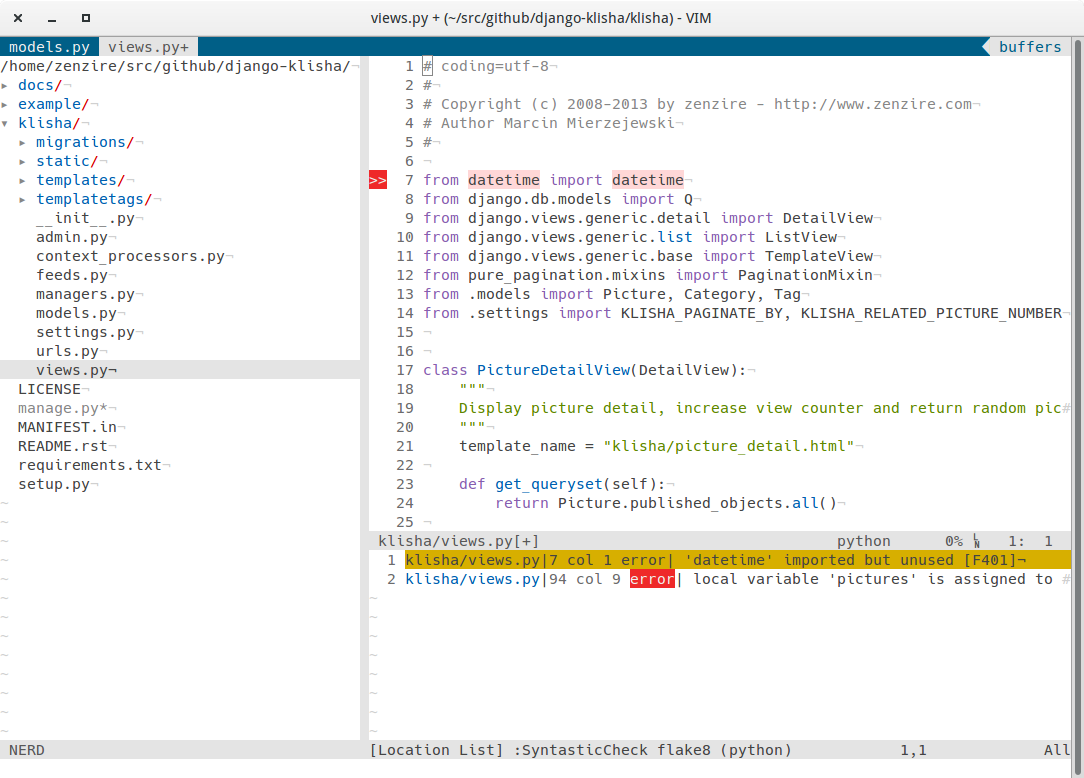 views.py + (~/src/github/django-klisha/klisha) - VIM
models.py views.py+ buffers
/home/zenzire/src/github/django-klisha/¬
▸ docs/¬
▸ example/¬
▾ klisha/¬
▸ migrations/¬
▸ static/¬
▸ templates/¬
▸ templatetags/¬
__init__.py¬
admin.py¬
context_processors.py¬
feeds.py¬
managers.py¬
models.py¬
settings.py¬
urls.py¬
views.py¬
LICENSE¬
manage.py*¬
MANIFEST.in¬
README.rst¬
requirements.txt¬
setup.py¬
~
~
~
~
~
~
~
~
~
~
~
~
~
NERD
1 # coding=utf-8¬
2 #¬
3 # Copyright (c) 2008-2013 by zenzire - http://www.zenzire.com¬
4 # Author Marcin Mierzejewski¬
5 #¬
6 ¬
>> 7 from datetime import datetime¬
8 from django.db.models import Q¬
9 from django.views.generic.detail import DetailView¬
10 from django.views.generic.list import ListView¬
11 from django.views.generic.base import TemplateView¬
12 from pure_pagination.mixins import PaginationMixin¬
13 from .models import Picture, Category, Tag¬
14 from .settings import KLISHA_PAGINATE_BY, KLISHA_RELATED_PICTURE_NUMBER¬
15 ¬
16 ¬
17 class PictureDetailView(DetailView):¬
18 """¬
19 Display picture detail, increase view counter and return random pic#
20 """¬
21 template_name = "klisha/picture_detail.html"¬
22 ¬
23 def get_queryset(self):¬
24 return Picture.published_objects.all()¬
25 ¬
klisha/views.py[+] python 0% ␤ 1: 1
1 klisha/views.py|7 col 1 error| 'datetime' imported but unused [F401]¬
2 klisha/views.py|94 col 9 error| local variable 'pictures' is assigned to #
~
~
~
~
~
~
~
~
[Location List] :SyntasticCheck flake8 (python) 1,1 All